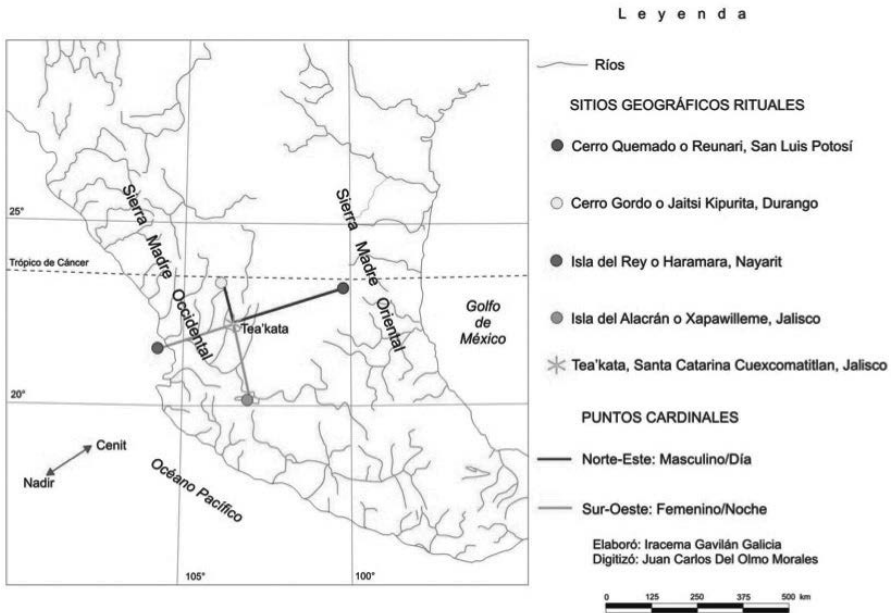 L e y e n d a
Ríos
SITIOS GEOGRÁFICOS RITUALES
Cerro Quemado o Reunari, San Luis Potosí
Cerro Gordo o Jaitsi Kipurita, Durango
Isla del Rey o Haramara, Nayarit
Isla del Alacrán o Xapawilleme, Jalisco
Tea'kata, Santa Catarina Cuexcomatitlan, Jalisco
PUNTOS CARDINALES
Norte-Este: Masculino/Día
Sur-Oeste: Femenino/Noche
Elaboró: Iracema Gavilán Galicia
Digitizó: Juan Carlos Del Olmo Morales
0 125 250 375 500 km
25°
Trópico de Cáncer
20°
105°
100°
Sierra Madre Occidental
Sierra Madre Oriental
Tea'kata
Golfo
de
México
Cenit
Nadir
Océano Pacífico